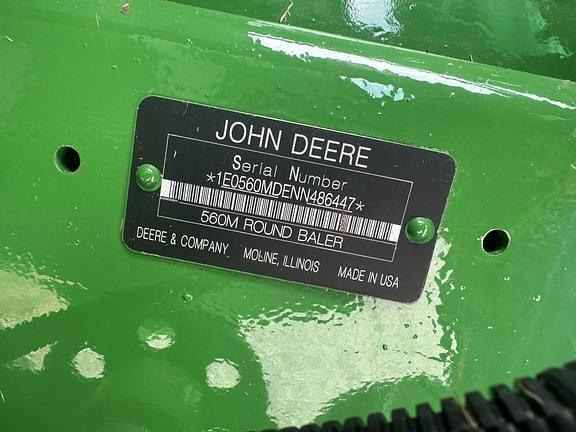 JOHN DEERE
Serial Number
*1E0560MDENN486447*
560M ROUND BALER
DEERE & COMPANY MOLINE, ILLINOIS MADE IN USA